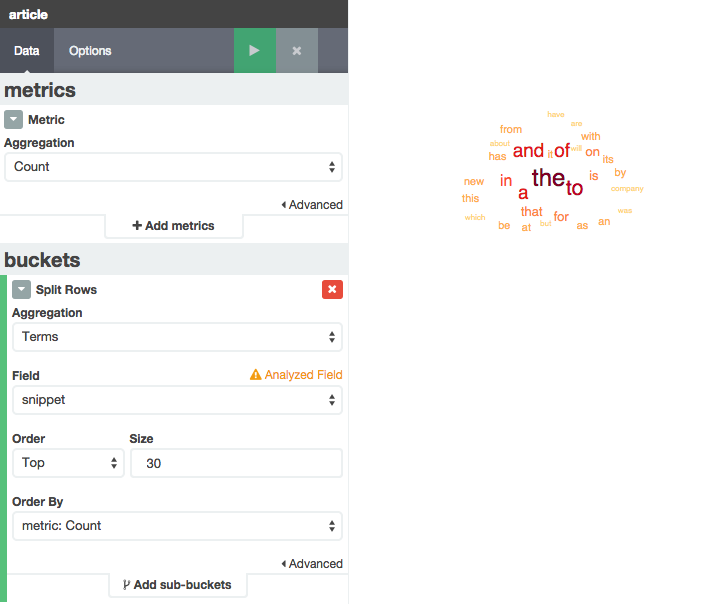 article
Data Options
metrics
Metric
Aggregation
Count
Advanced
Add metrics
buckets
Split Rows
Aggregation
Terms
Field Analyzed Field
snippet
Order Size
Top 30
Order By
metric: Count
Advanced
Add sub-buckets
have
are
from
with
about
and of
it
will
on
has
its
the
is
by
new
in
to
company
this
a
that
for
was
which
be
at
but
as
an